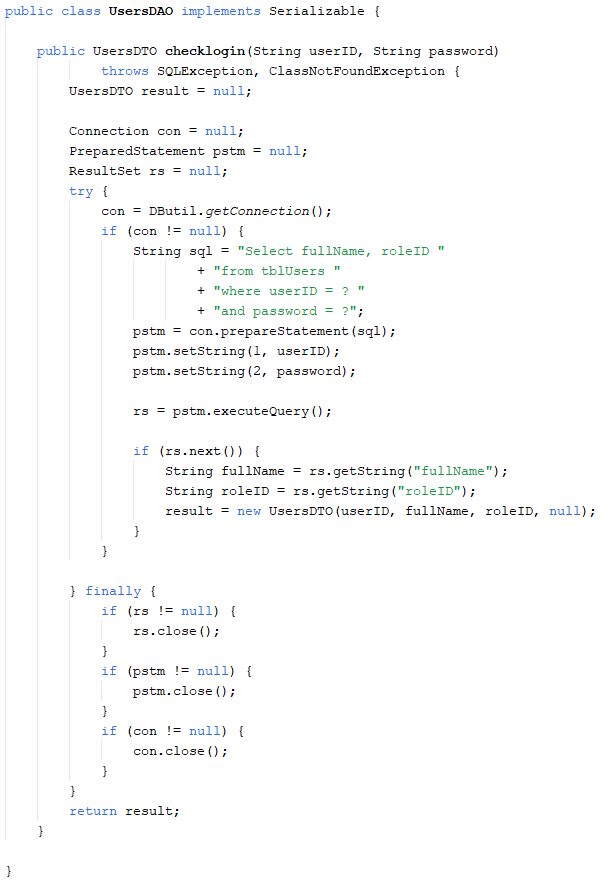 public class UsersDAO implements Serializable {
public UsersDTO checklogin(String userID, String password)
throws SQLException, ClassNotFoundException {
UsersDTO result = null;
Connection con = null;
PreparedStatement pstm = null;
ResultSet rs = null;
try {
con = DButil.getConnection();
if (con != null) {
String sql = "Select fullName, roleID "
+ "from tblUsers "
+ "where userID = ? "
+ "and password = ?";
pstm = con.prepareStatement(sql);
pstm.setString(1, userID);
pstm.setString(2, password);
rs = pstm.executeQuery();
if (rs.next()) {
String fullName = rs.getString("fullName");
String roleID = rs.getString("roleID");
result = new UsersDTO(userID, fullName, roleID, null);
}
}
} finally {
if (rs != null) {
rs.close();
}
if (pstm != null) {
pstm.close();
}
if (con != null) {
con.close();
}
}
return result;
}
}